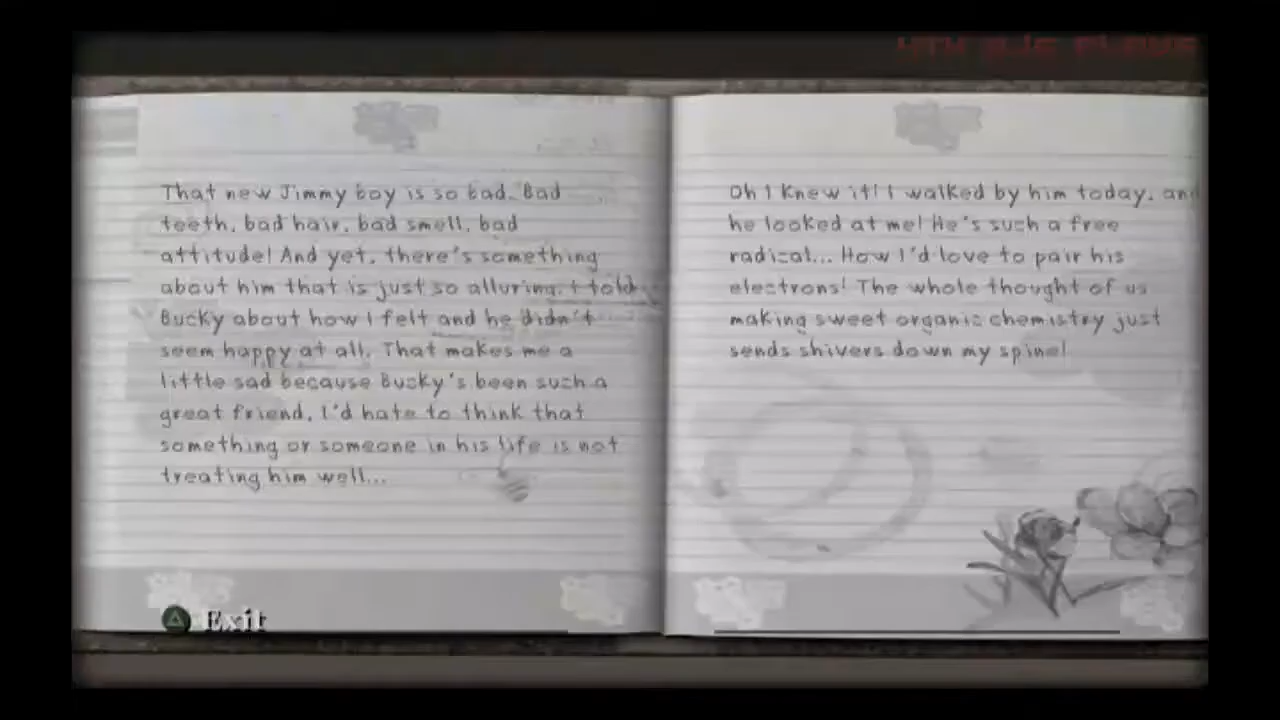 That new Jimmy boy is so bad. Bad
teeth, bad hair, bad smell, bad
attitude! And yet, there's something
about him that is just so alluring. I told
Bucky about how I felt and he didn't
seem happy at all. That makes me a
little sad because Bucky's been such a
great friend, I'd hate to think that
something or someone in his life is not
treating him well...
Oh I knew it! I walked by him today, and
he looked at me! He's such a free
radical... How I'd love to pair his
electrons! The whole thought of us
making sweet organic chemistry just
sends shivers down my spine!
Exit